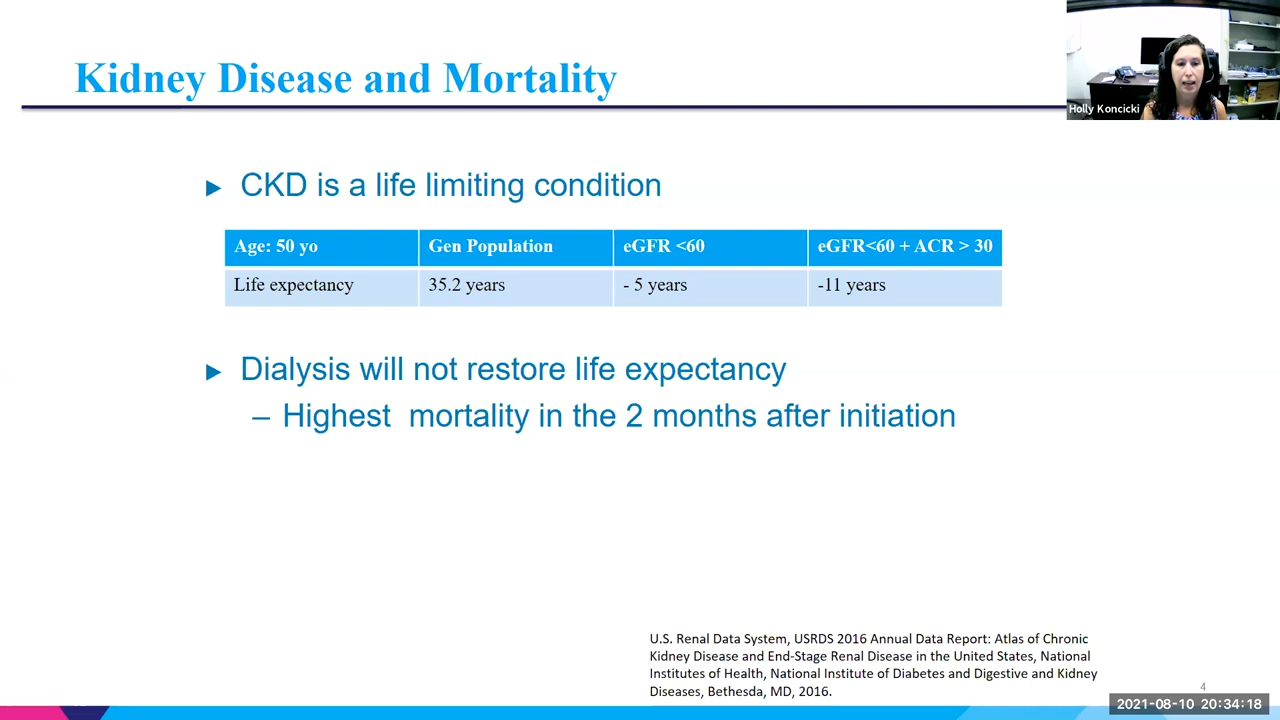 Kidney Disease and Mortality
Holly Koncicki
► CKD is a life limiting condition
Age: 50 yo Gen Population eGFR <60 eGFR<60 + ACR > 30
Life expectancy 35.2 years - 5 years -11 years
► Dialysis will not restore life expectancy
– Highest mortality in the 2 months after initiation
U.S. Renal Data System, USRDS 2016 Annual Data Report: Atlas of Chronic
Kidney Disease and End-Stage Renal Disease in the United States, National
Institutes of Health, National Institute of Diabetes and Digestive and Kidney
Diseases, Bethesda, MD, 2016.
4
2021-08-10 20:34:18